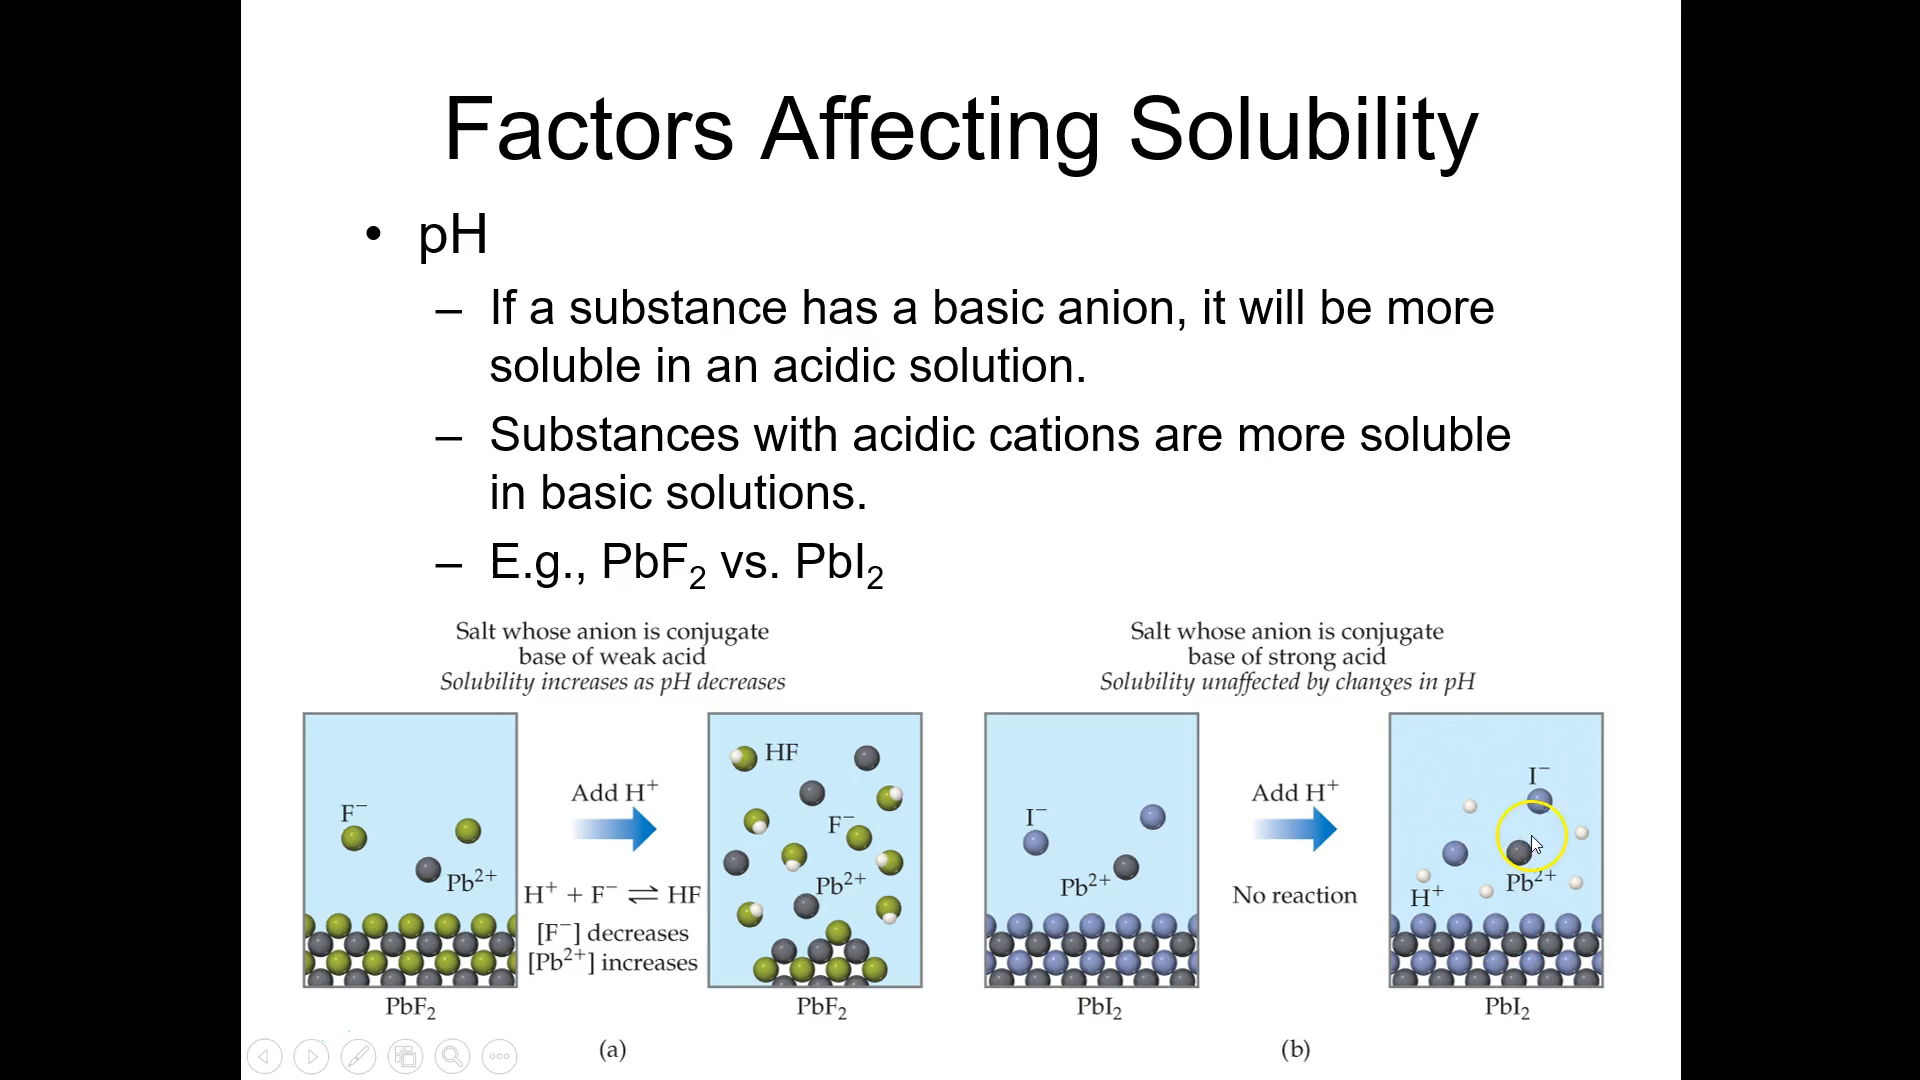 Factors Affecting Solubility
• pH
– If a substance has a basic anion, it will be more
soluble in an acidic solution.
– Substances with acidic cations are more soluble
in basic solutions.
– E.g., PbF₂ vs. PbI₂
Salt whose anion is conjugate
base of weak acid
Solubility increases as pH decreases
F⁻
Pb²⁺
PbF₂
Add H⁺
H⁺ + F⁻ ⇌ HF
[F⁻] decreases
[Pb²⁺] increases
HF
F⁻
Pb²⁺
PbF₂
(a)
Salt whose anion is conjugate
base of strong acid
Solubility unaffected by changes in pH
I⁻
Pb²⁺
PbI₂
Add H⁺
No reaction
I⁻
H⁺
Pb²⁺
PbI₂
(b)